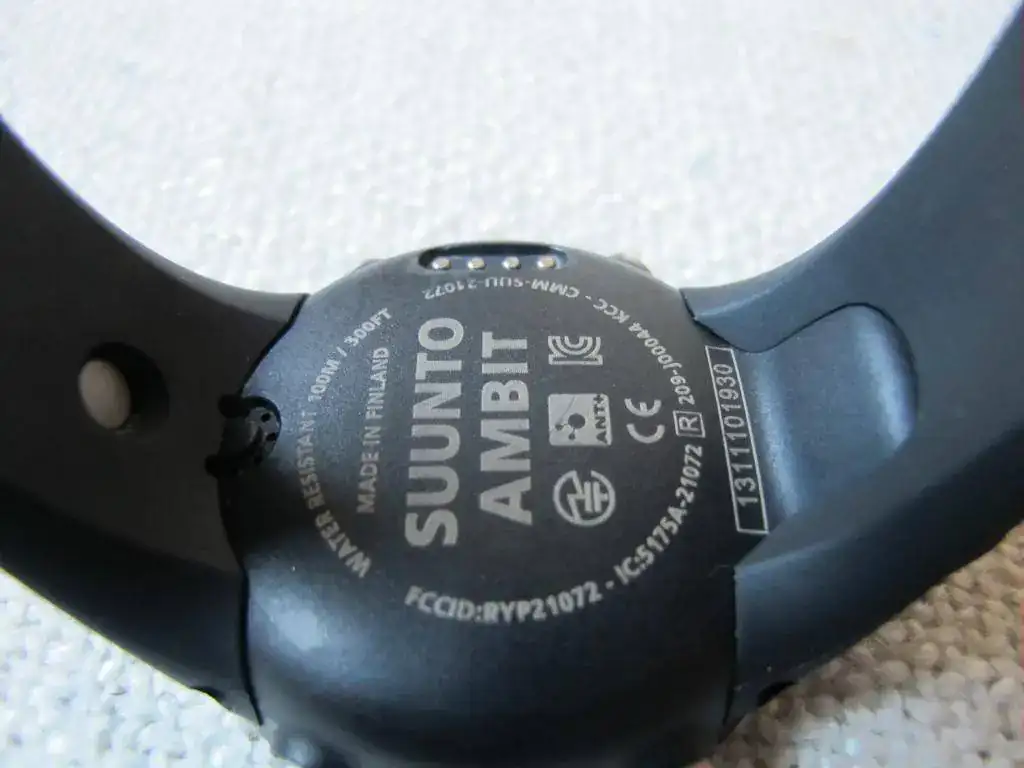 WATER RESISTANT 100M / 300FT
MADE IN FINLAND
SUUNTO
AMBIT
ANT+
CE
FCCID:RYP21072 - IC:5175A-21072 R 209-J00044 KCC - CMM-SUU-21072
1311101930